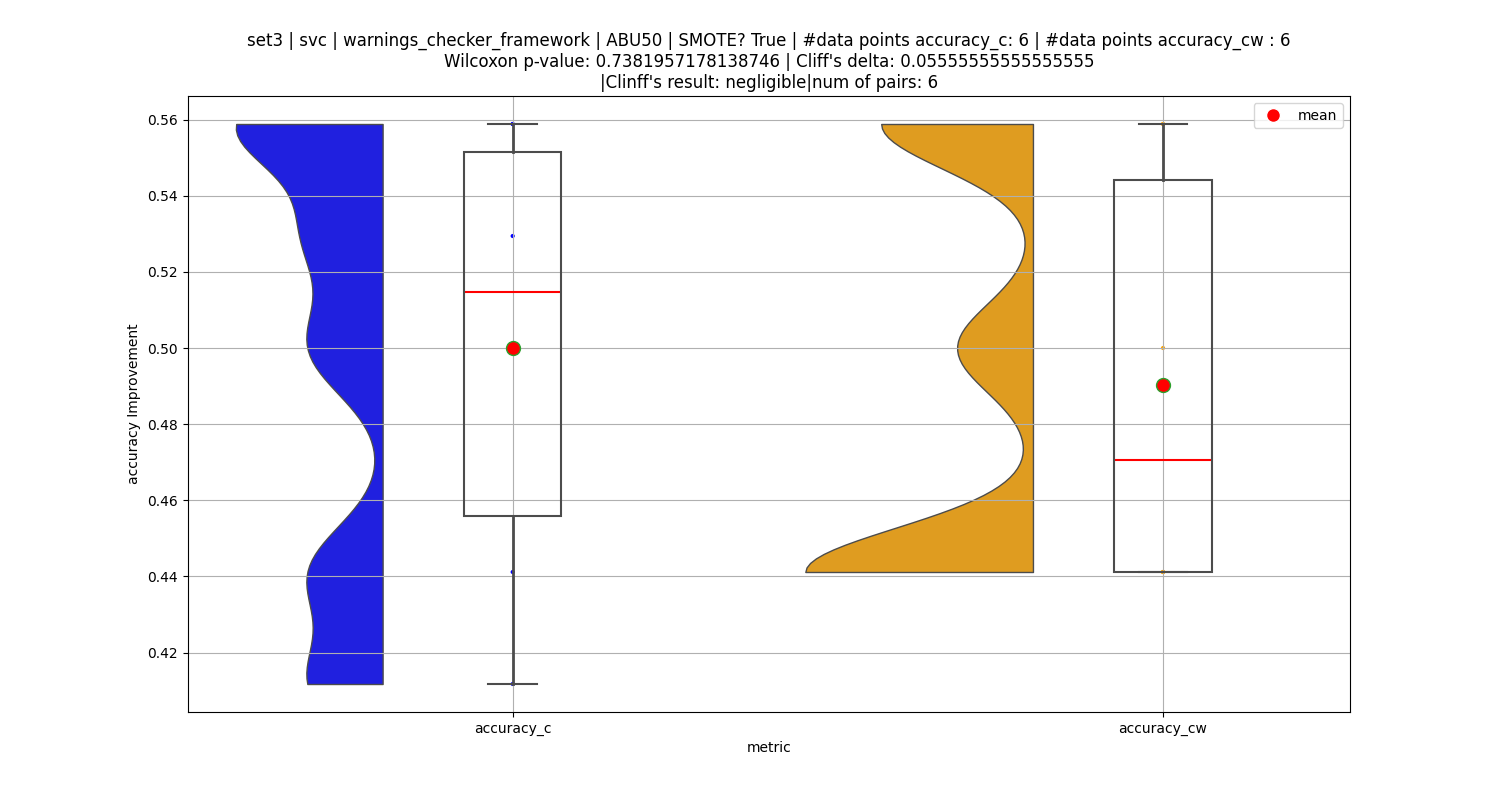 set3 | svc | warnings_checker_framework | ABU50 | SMOTE? True | #data points accuracy_c: 6 | #data points accuracy_cw : 6
Wilcoxon p-value: 0.7381957178138746 | Cliff's delta: 0.05555555555555555
|Clinff's result: negligible|num of pairs: 6
mean
0.56
0.54
0.52
0.50
0.48
0.46
0.44
0.42
accuracy Improvement
accuracy_c
accuracy_cw
metric